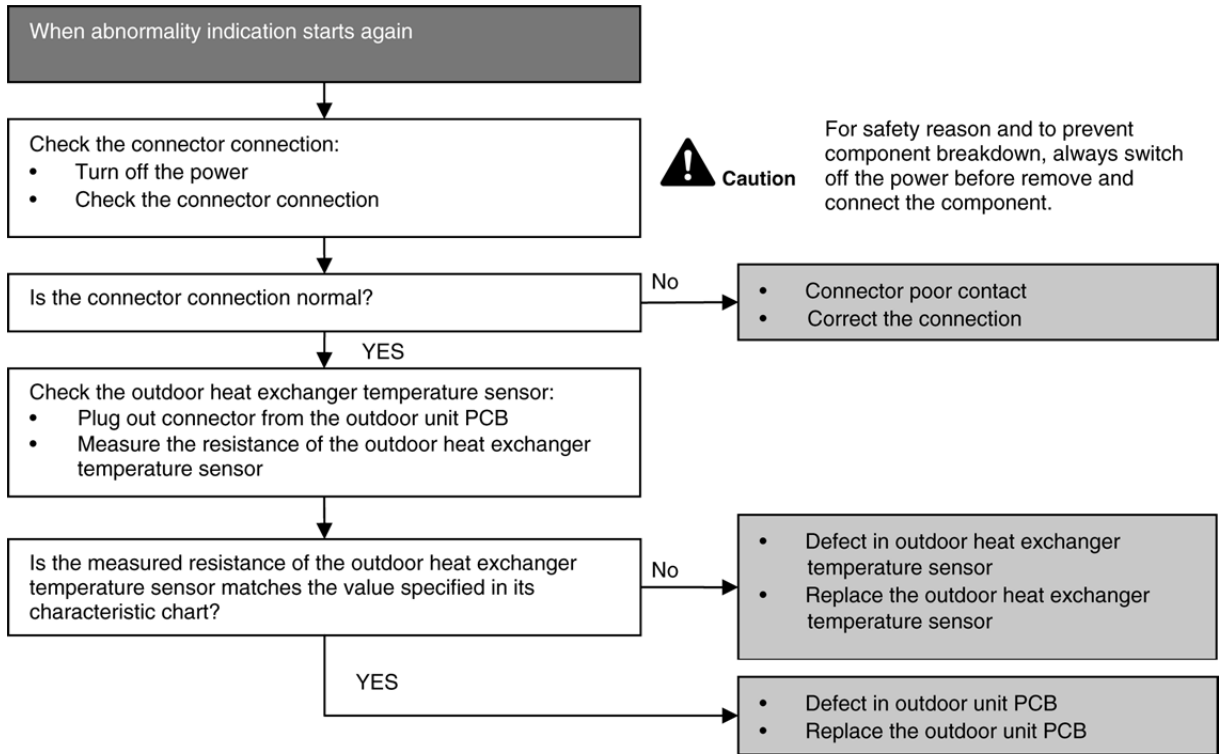 When abnormality indication starts again
Check the connector connection:
• Turn off the power
• Check the connector connection
Caution
For safety reason and to prevent
component breakdown, always switch
off the power before remove and
connect the component.
Is the connector connection normal?
No
• Connector poor contact
• Correct the connection
YES
Check the outdoor heat exchanger temperature sensor:
• Plug out connector from the outdoor unit PCB
• Measure the resistance of the outdoor heat exchanger
temperature sensor
Is the measured resistance of the outdoor heat exchanger
temperature sensor matches the value specified in its
characteristic chart?
No
• Defect in outdoor heat exchanger
temperature sensor
• Replace the outdoor heat exchanger
temperature sensor
YES
• Defect in outdoor unit PCB
• Replace the outdoor unit PCB